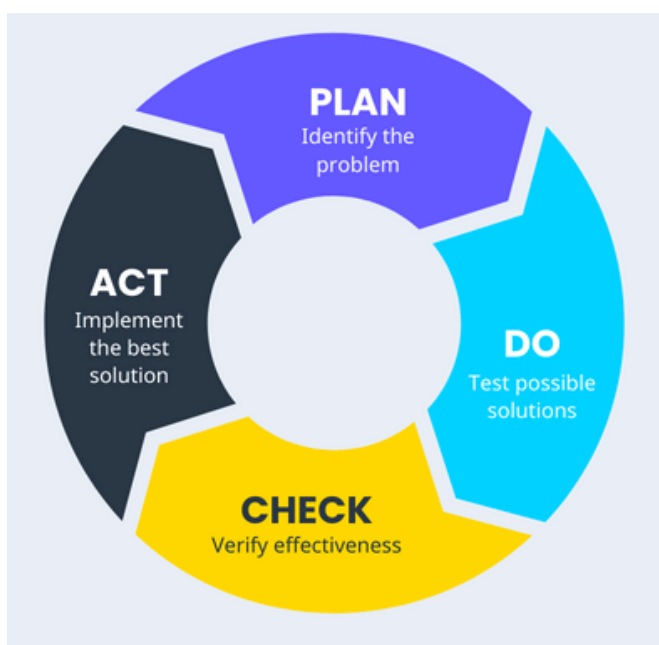 PLAN
Identify the
problem
DO
Test possible
solutions
CHECK
Verify effectiveness
ACT
Implement
the best
solution